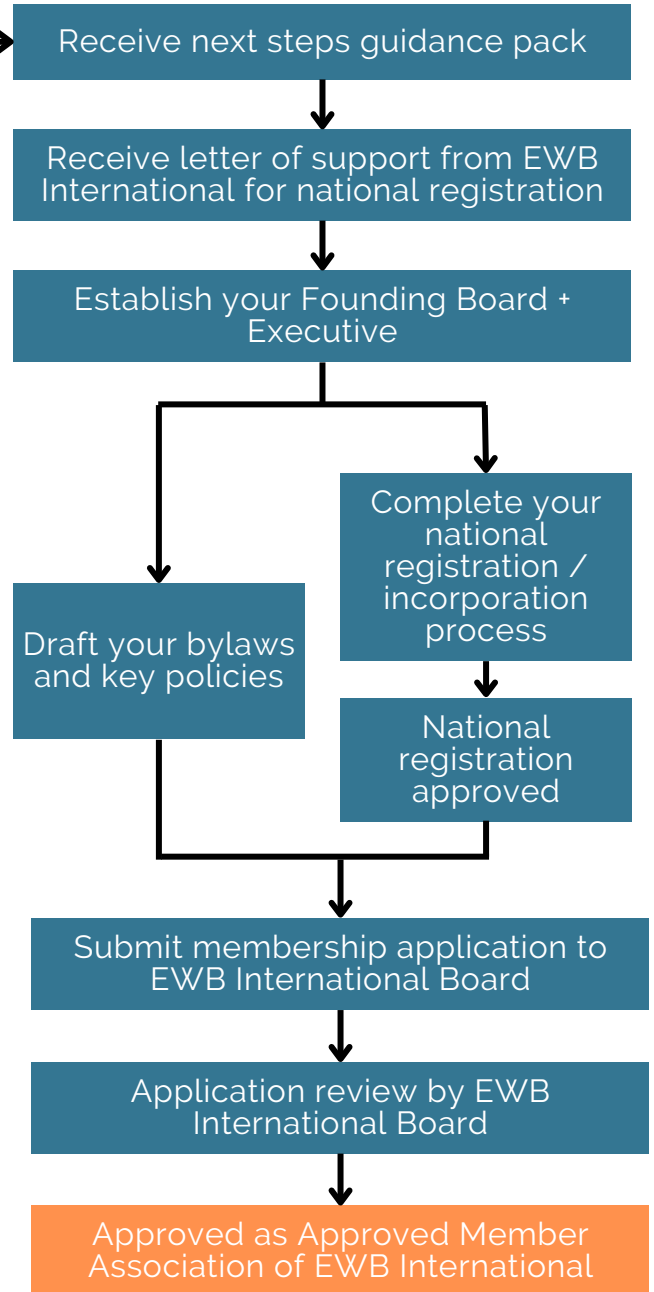 Receive next steps guidance pack
Receive letter of support from EWB
International for national registration
Establish your Founding Board +
Executive
Complete your
national
registration /
incorporation
process
Draft your bylaws
and key policies
National
registration
approved
Submit membership application to
EWB International Board
Application review by EWB
International Board
Approved as Approved Member
Association of EWB International